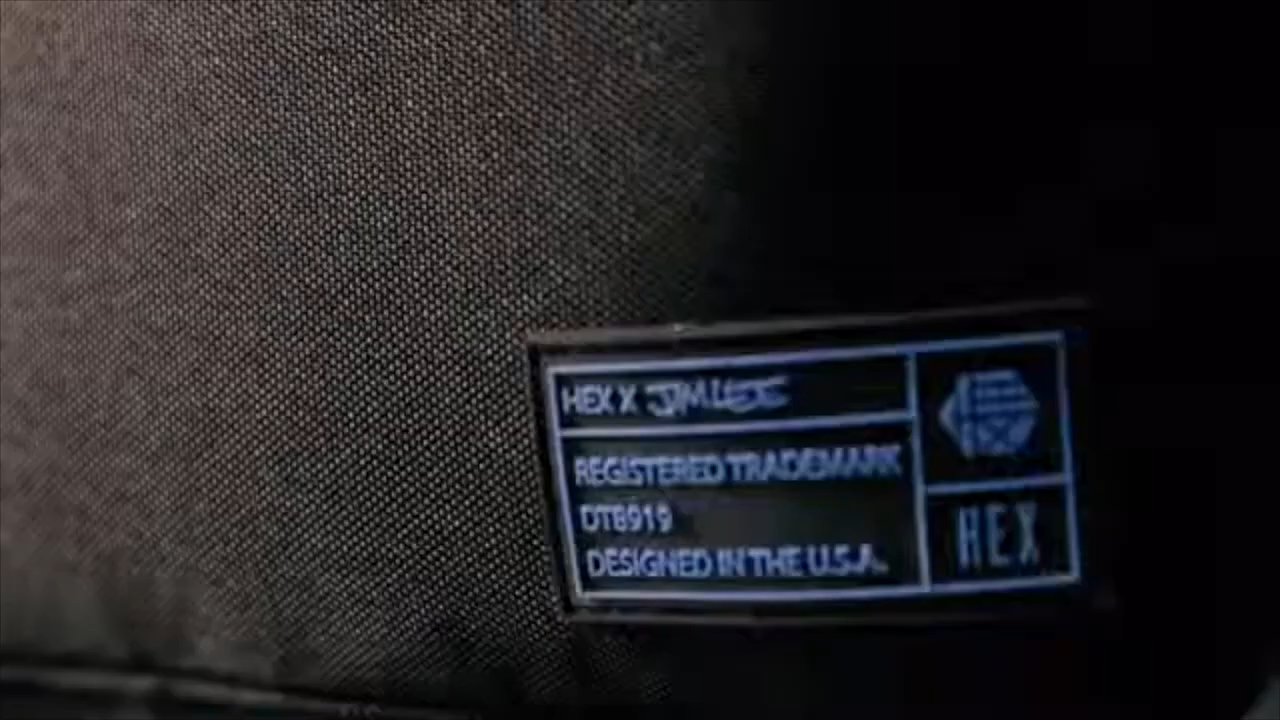 HEX X JIM LEE
REGISTERED TRADEMARK
DT8919
DESIGNED IN THE U.S.A.
HEX